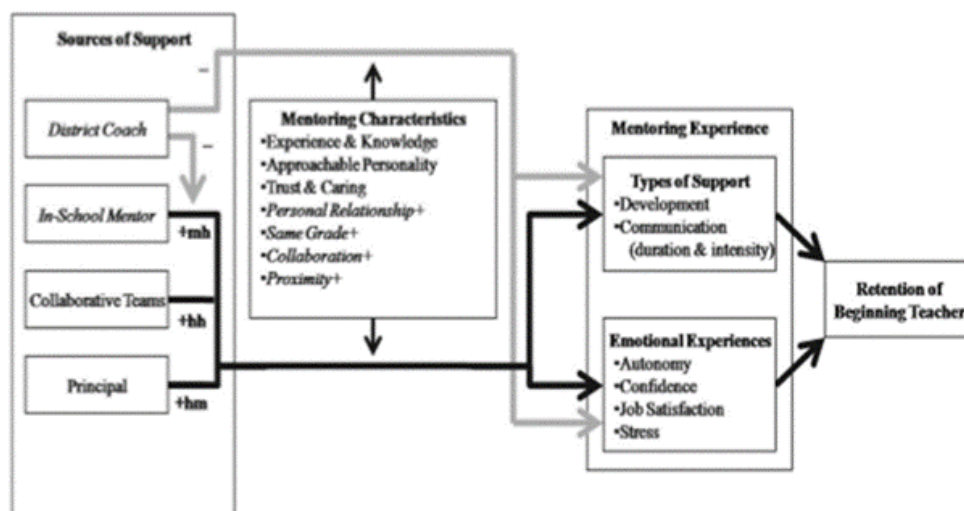 Sources of Support
–
District Coach
–
In-School Mentor
+mh
Collaborative Teams
+hh
Principal
+hm
Mentoring Characteristics
•Experience & Knowledge
•Approachable Personality
•Trust & Caring
•Personal Relationship+
•Same Grade+
•Collaboration+
•Proximity+
Mentoring Experience
Types of Support
•Development
•Communication
(duration & intensity)
Emotional Experiences
•Autonomy
•Confidence
•Job Satisfaction
•Stress
Retention of
Beginning Teacher